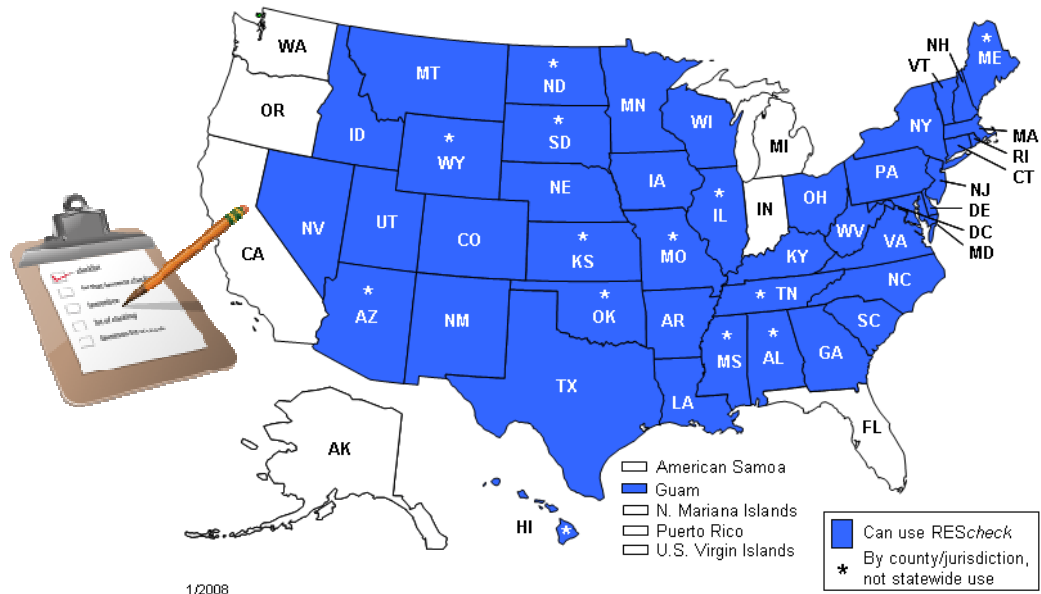 WA
MT
ND
*
MN
OR
ID
WY
*
SD
*
WI
MI
NH
VT
ME
*
NY
MA
RI
CT
NV
UT
CO
NE
IA
IL
*
IN
OH
PA
NJ
DE
DC
MD
CA
KS
*
MO
*
KY
WV
VA
AZ
*
NM
OK
*
AR
TN
*
NC
SC
TX
LA
MS
*
AL
*
GA
FL
AK
HI
*
American Samoa
Guam
N. Mariana Islands
Puerto Rico
U.S. Virgin Islands
Can use REScheck
* By county/jurisdiction,
not statewide use
1/2008
checklist